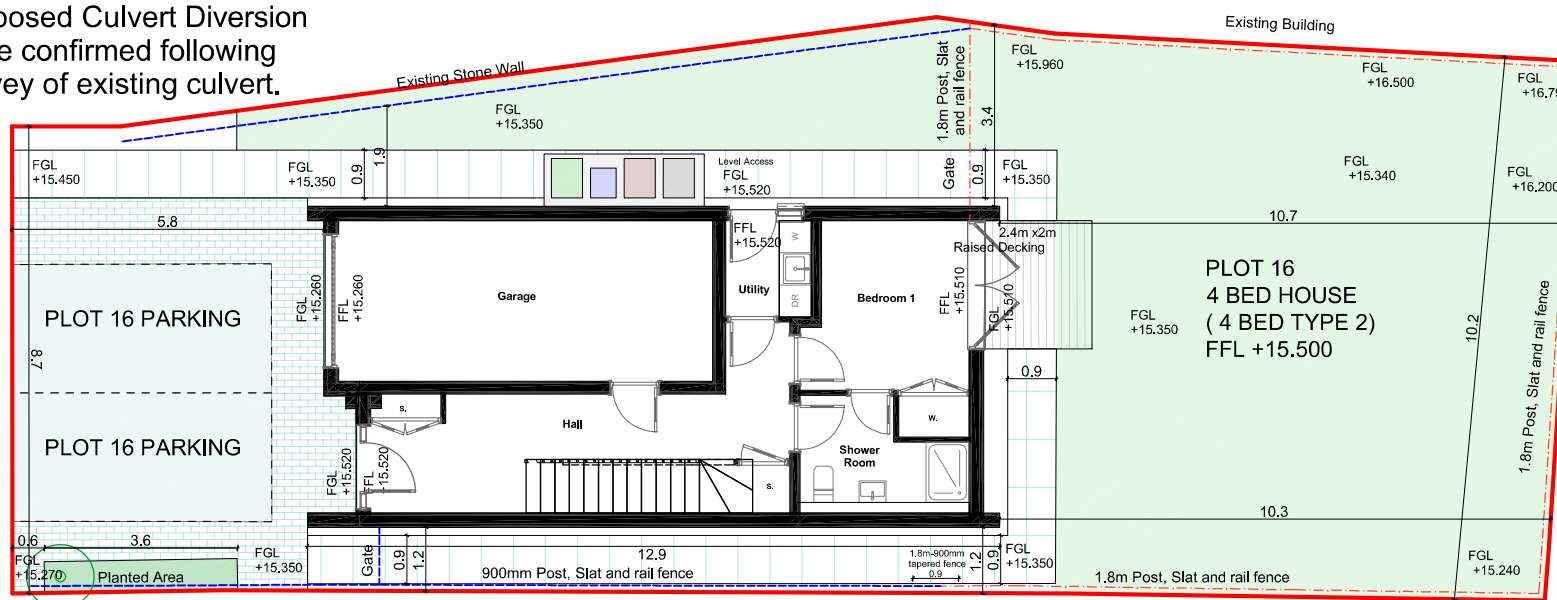 posed Culvert Diversion
e confirmed following
vey of existing culvert.
Existing Building
Existing Stone Wall
1.8m Post, Slat
and rail fence
3.4
FGL
+15.960
FGL
+16.500
FGL
+16.79
FGL
+15.350
FGL
+15.450
FGL
+15.350
0.9
1.9
Level Access
FGL
+15.520
Gate
0.9
FGL
+15.350
FGL
+15.340
FGL
+16.200
5.8
FFL
+15.520
W
2.4m x2m
Raised Decking
10.7
FGL
+15.260
FFL
+15.260
Garage
Utility
DR
Bedroom 1
FFL
+15.510
FGL
+15.510
FGL
+15.350
PLOT 16
4 BED HOUSE
( 4 BED TYPE 2)
FFL +15.500
10.2
1.8m Post, Slat and rail fence
PLOT 16 PARKING
8.7
0.9
S.
Hall
W.
PLOT 16 PARKING
FGL
+15.520
FFL
+15.520
Shower
Room
S.
10.3
0.6
3.6
FGL
+15.270
Planted Area
FGL
+15.350
Gate
0.9
1.2
12.9
900mm Post, Slat and rail fence
1.8m-900mm
tapered fence
0.9
1.2
0.9
FGL
+15.350
1.8m Post, Slat and rail fence
FGL
+15.240